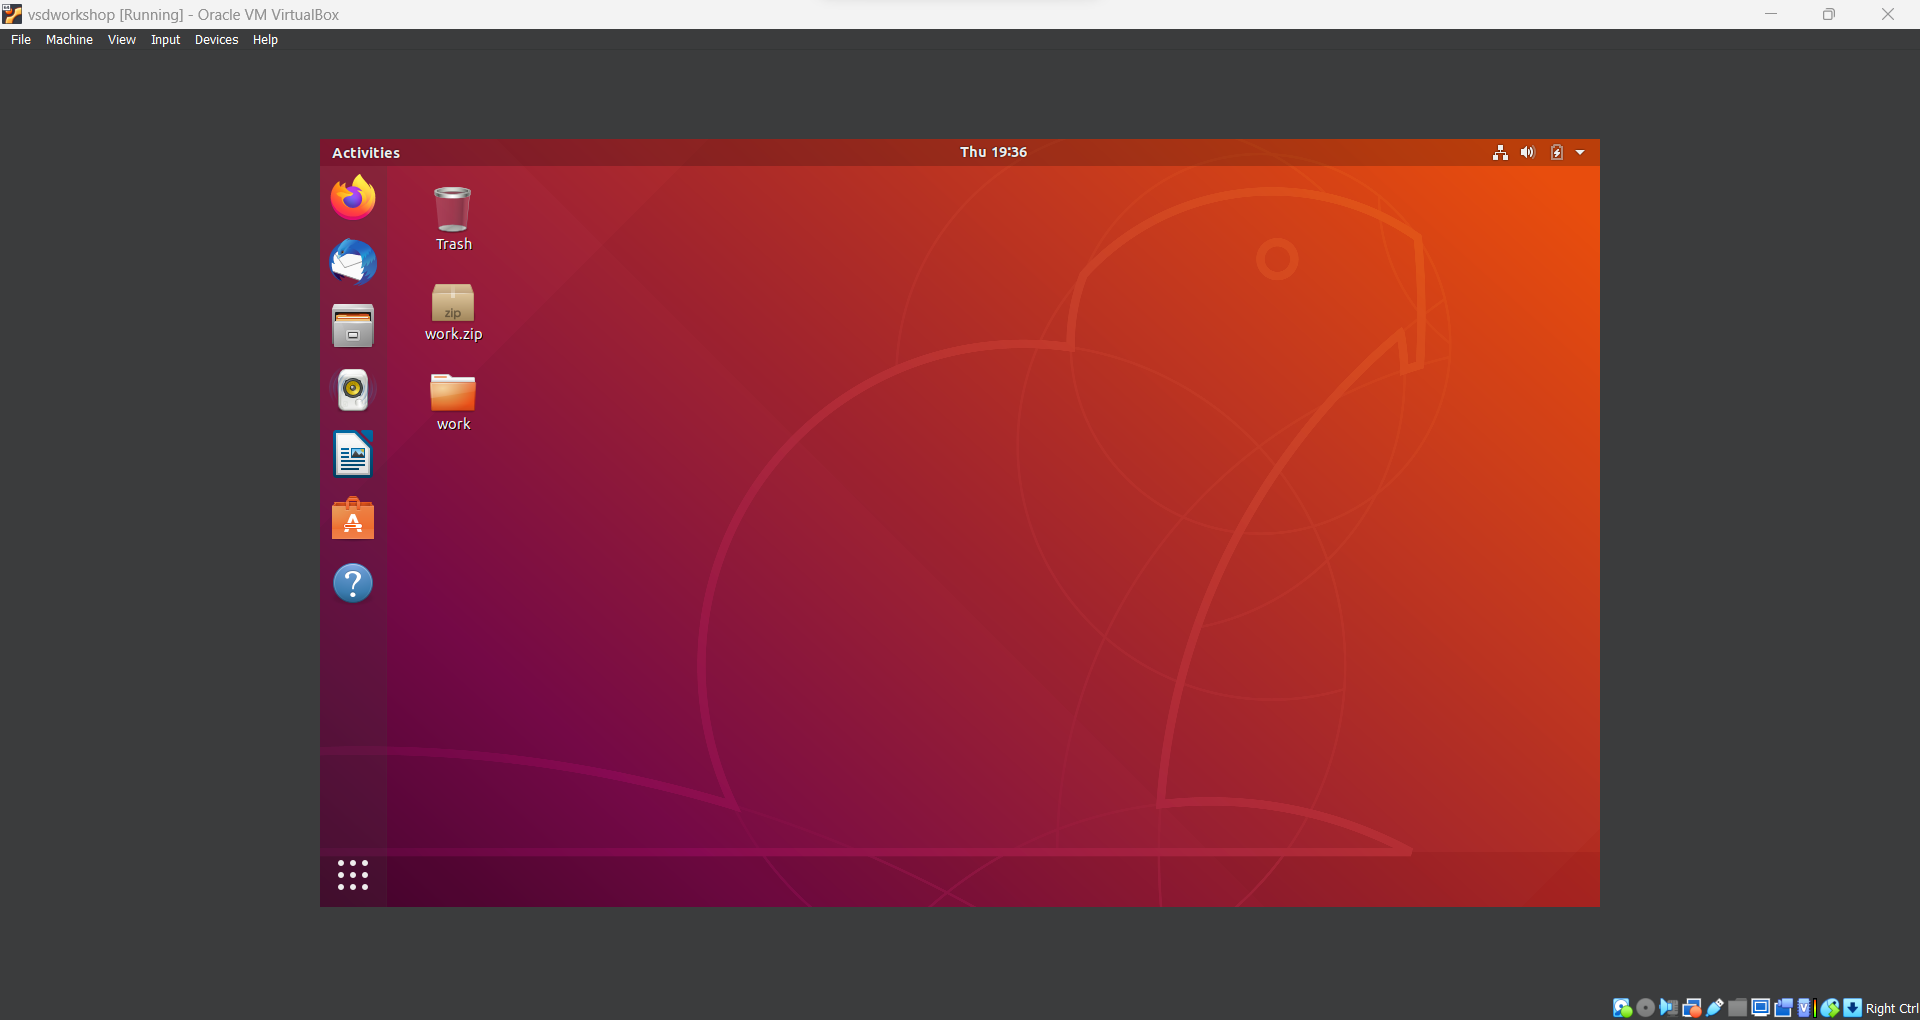 vsdworkshop [Running] - Oracle VM VirtualBox
File Machine View Input Devices Help
Activities
Thu 19:36
Trash
zip
work.zip
work
Right Ctrl